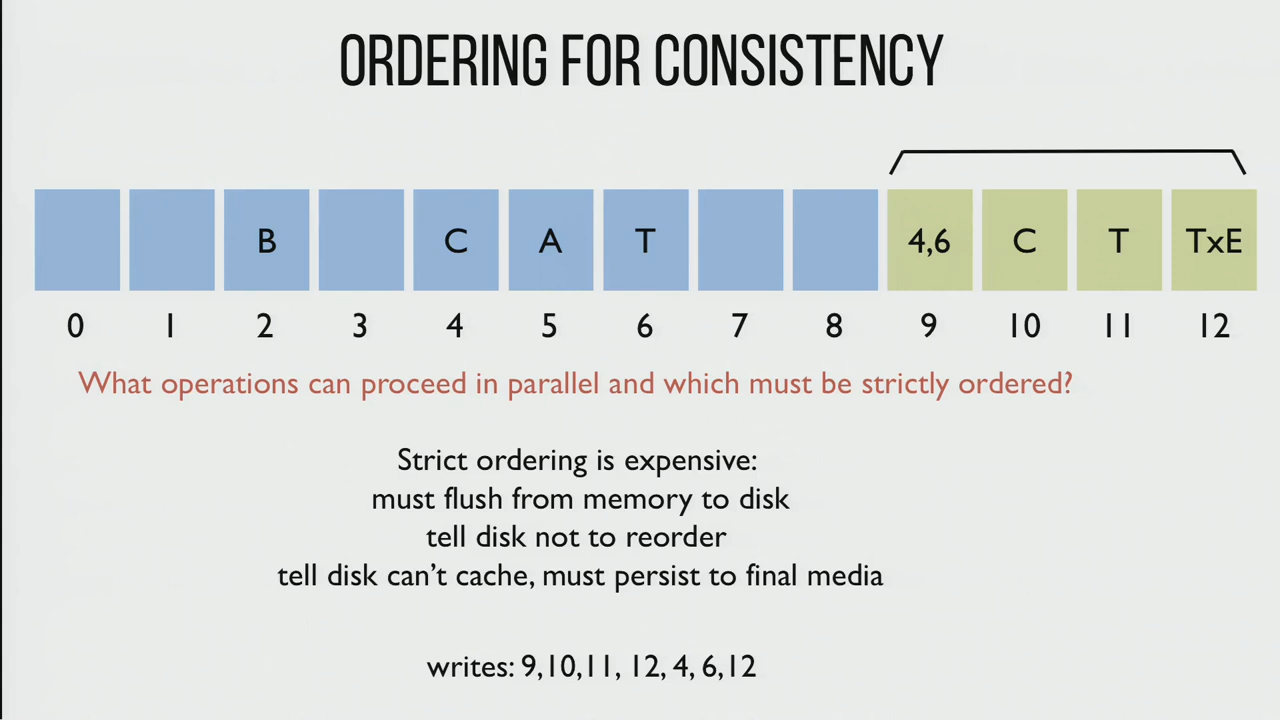 ORDERING FOR CONSISTENCY
B C A T 4,6 C T TxE
0 1 2 3 4 5 6 7 8 9 10 11 12
What operations can proceed in parallel and which must be strictly ordered?
Strict ordering is expensive:
must flush from memory to disk
tell disk not to reorder
tell disk can’t cache, must persist to final media
writes: 9,10,11, 12, 4, 6,12